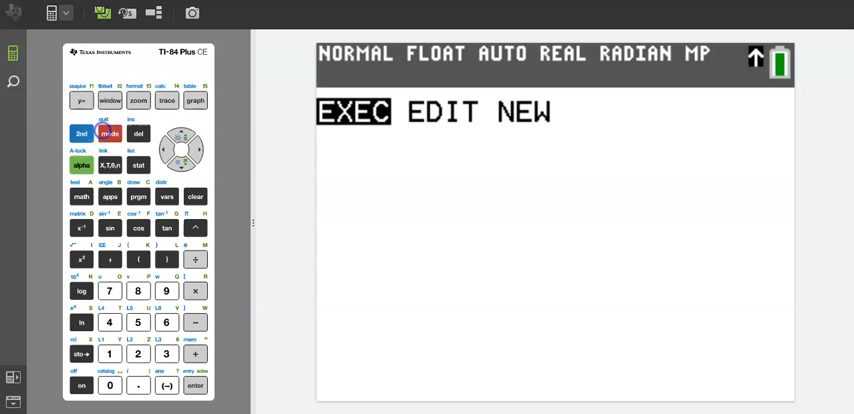 TEXAS INSTRUMENTS TI-84 Plus CE
NORMAL FLOAT AUTO REAL RADIAN MP
EXEC EDIT NEW
statplot f1 tblset f2 format f3 calc f4 table f5
y= window zoom trace graph
quit ins
2nd mode del
A-lock link list
alpha X,T,θ,n stat
test A angle B draw C distr
math apps prgm vars clear
matrix D sin⁻¹ E cos⁻¹ F tan⁻¹ G π H
x⁻¹ sin cos tan ^
√ I EE J { K } L e M
x² , ( ) ÷
10ˣ N u O v P w Q [ R
log 7 8 9 ×
eˣ S L4 T L5 U L6 V ] W
ln 4 5 6 −
rcl X L1 Y L2 Z L3 θ mem "
sto→ 1 2 3 +
off catalog ⎵ i : ans ? entry solve
on 0 . (−) enter